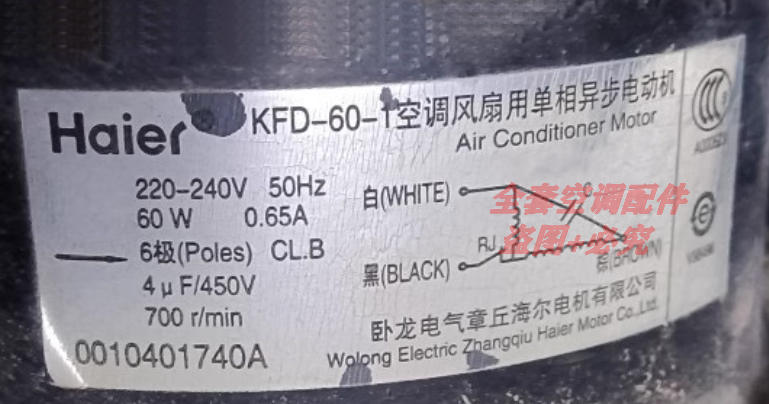 Haier KFD-60-1空调风扇用单相异步电动机
Air Conditioner Motor
220-240V 50Hz
60 W 0.65A
6极(Poles) CL.B
4μF/450V
700 r/min
0010401740A
白(WHITE)
C
RJ
黑(BLACK)
棕(BROWN)
全套空调配件
盗图+必究
卧龙电气章丘海尔电机有限公司
Wolong Electric Zhangqiu Haier Motor Co.,Ltd.
CCC